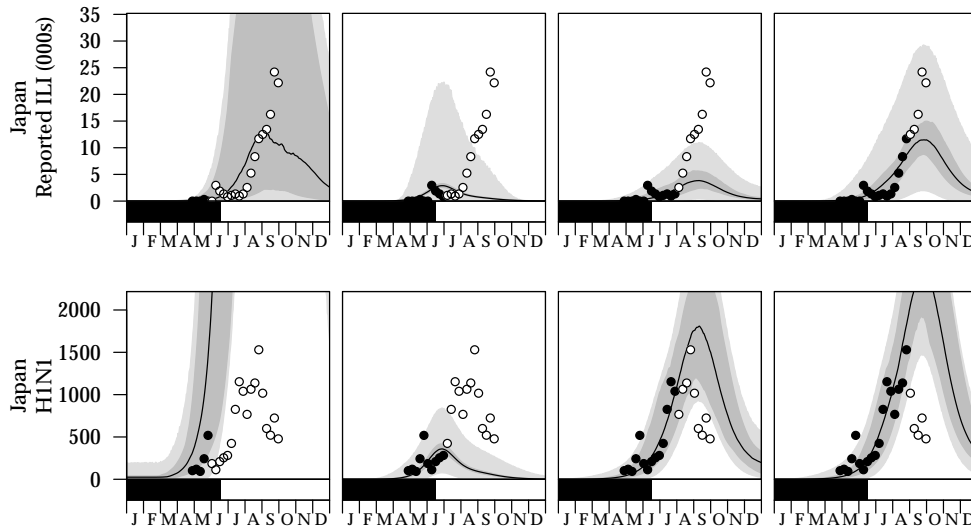 Japan
Reported ILI (000s)
35
30
25
20
15
10
5
0
J F M A M J J A S O N D
J F M A M J J A S O N D
J F M A M J J A S O N D
J F M A M J J A S O N D
Japan
H1N1
2000
1500
1000
500
0
J F M A M J J A S O N D
J F M A M J J A S O N D
J F M A M J J A S O N D
J F M A M J J A S O N D